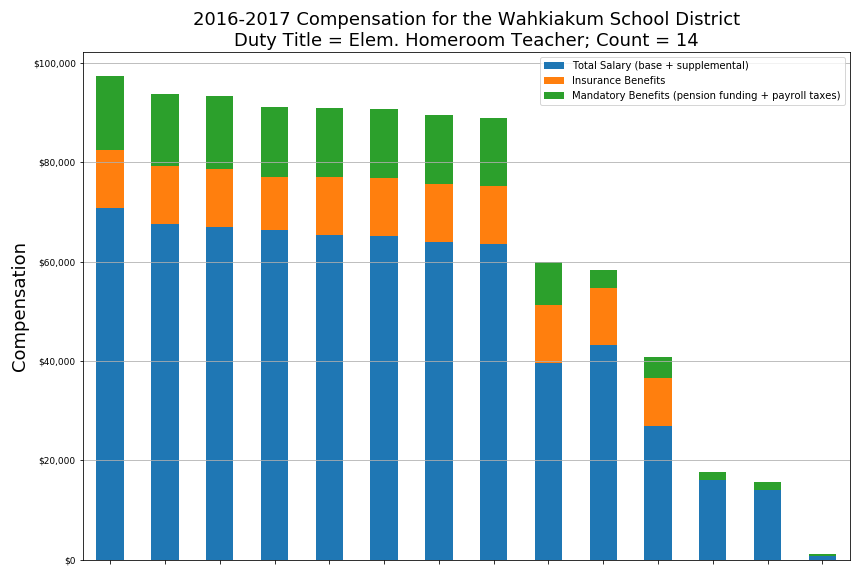 2016-2017 Compensation for the Wahkiakum School District
Duty Title = Elem. Homeroom Teacher; Count = 14
Total Salary (base + supplemental)
Insurance Benefits
Mandatory Benefits (pension funding + payroll taxes)
Compensation
$100,000
$80,000
$60,000
$40,000
$20,000
$0